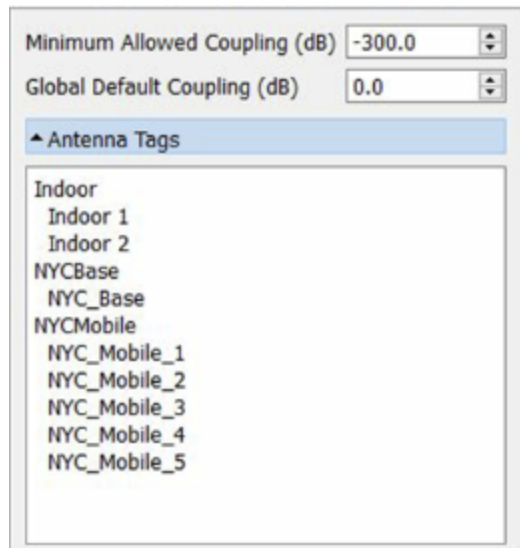 Minimum Allowed Coupling (dB) -300.0
Global Default Coupling (dB) 0.0
Antenna Tags
Indoor
Indoor 1
Indoor 2
NYCBase
NYC_Base
NYCMobile
NYC_Mobile_1
NYC_Mobile_2
NYC_Mobile_3
NYC_Mobile_4
NYC_Mobile_5